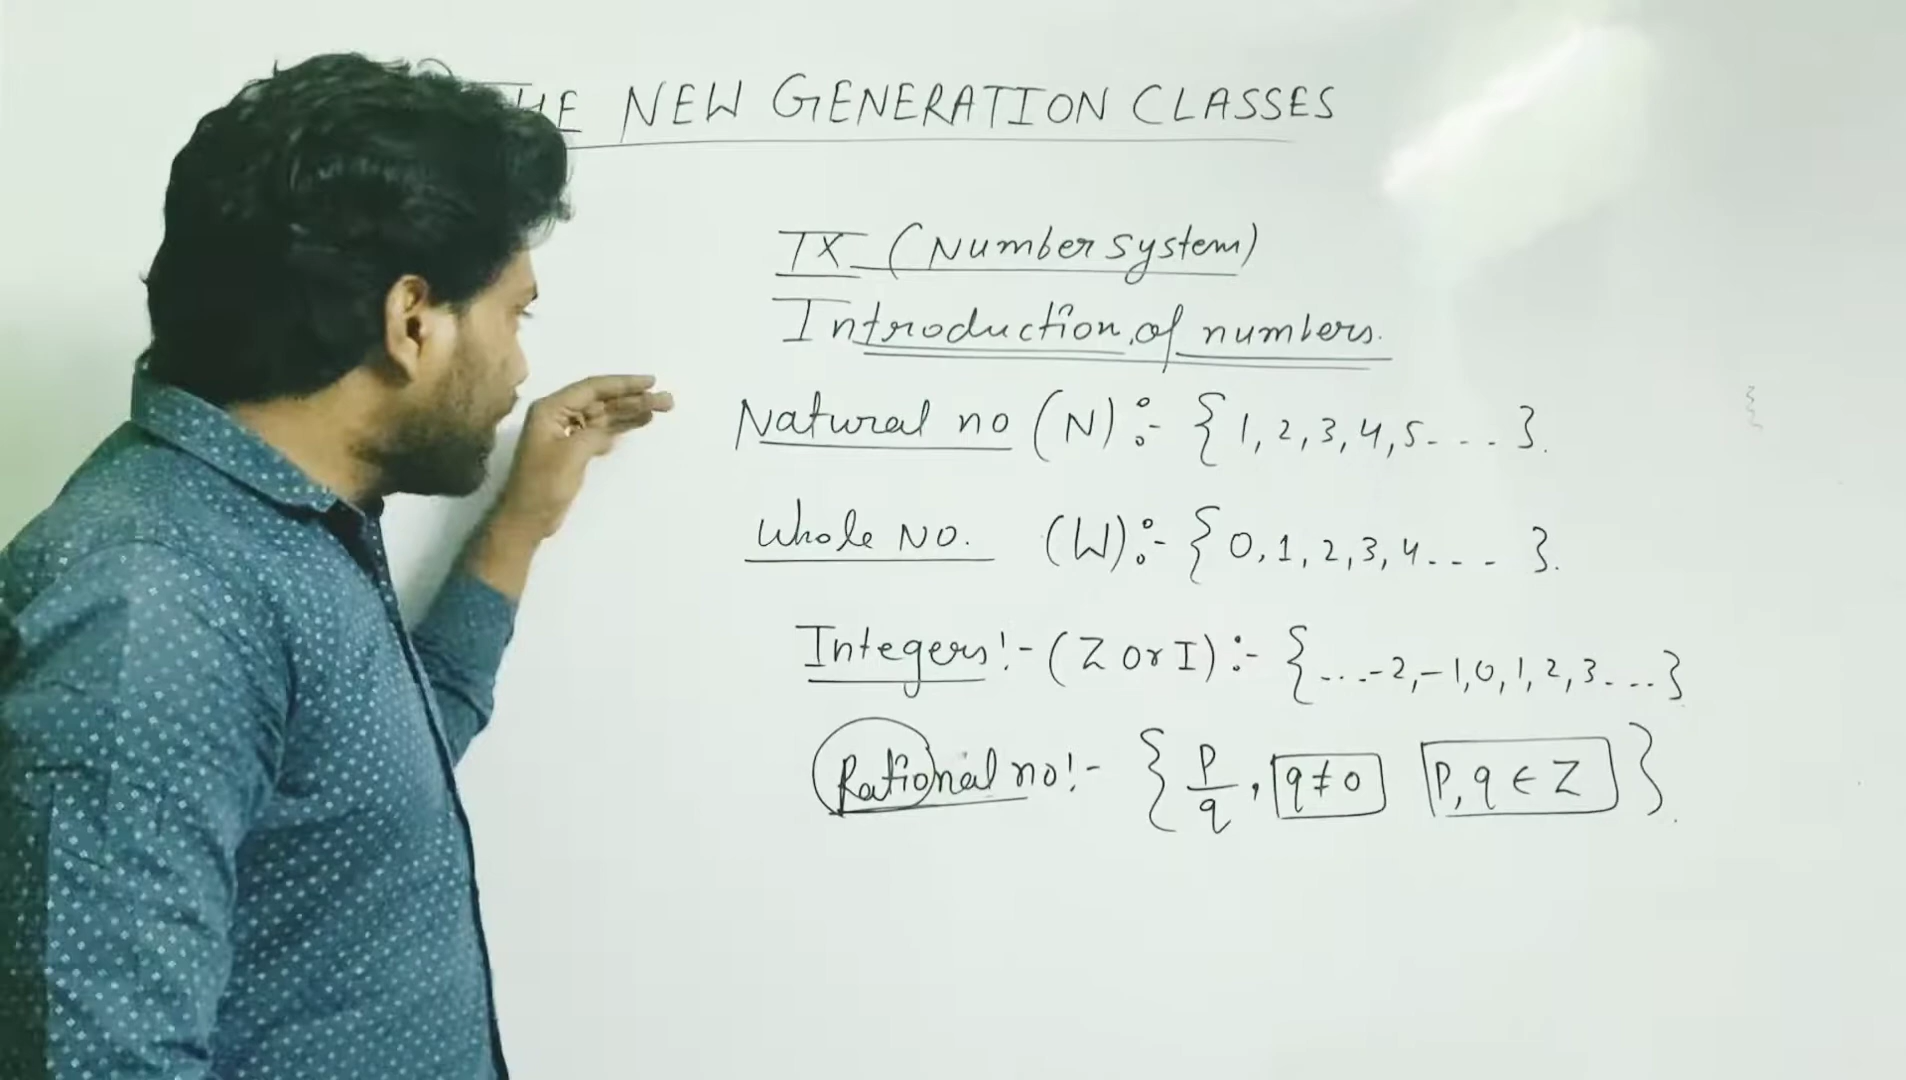 THE NEW GENERATION CLASSES
IX (Number system)
Introduction of numbers.
Natural no (N) :- {1, 2, 3, 4, 5. . . . }.
Whole No. (W) :- {0, 1, 2, 3, 4. . . . }.
Integers :- (Z or I) :- {. . . -2, -1, 0, 1, 2, 3. . . . }
Rational no :- {p/q, q ≠ 0 p, q ∈ Z}.